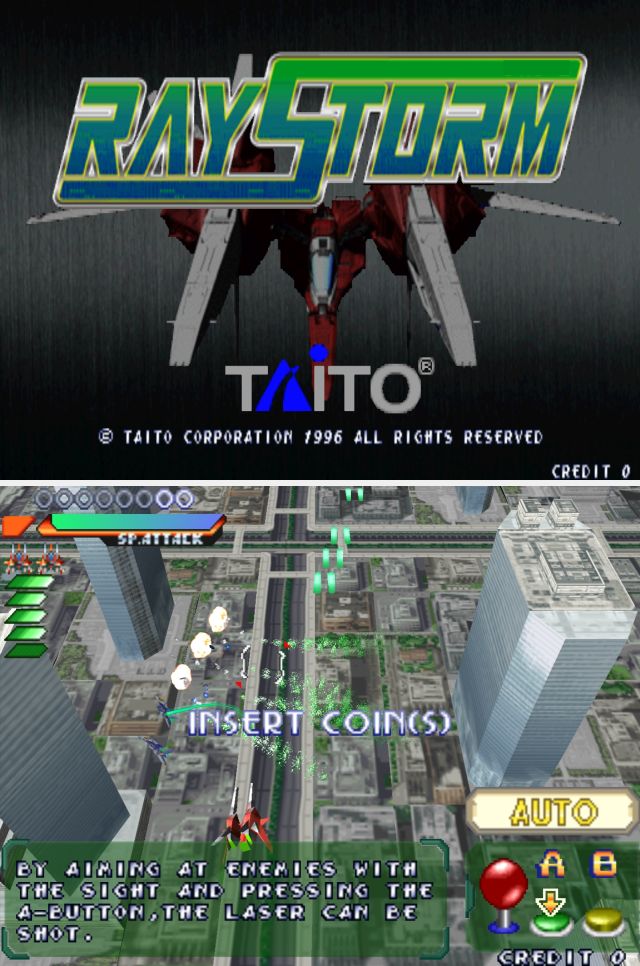 RAYSTORM
TAITO®
© TAITO CORPORATION 1996 ALL RIGHTS RESERVED
CREDIT 0
SP.ATTACK
INSERT COIN(S)
AUTO
BY AIMING AT ENEMIES WITH
THE SIGHT AND PRESSING THE
A-BUTTON,THE LASER CAN BE
SHOT.
A B
CREDIT 0